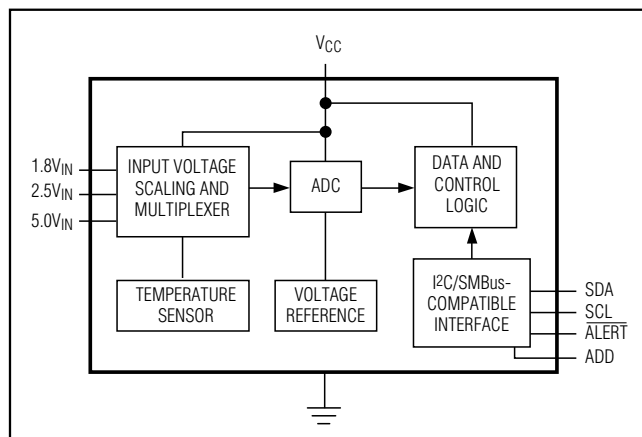 VCC
1.8VIN
2.5VIN
5.0VIN
INPUT VOLTAGE
SCALING AND
MULTIPLEXER
ADC
DATA AND
CONTROL
LOGIC
TEMPERATURE
SENSOR
VOLTAGE
REFERENCE
I2C/SMBus-
COMPATIBLE
INTERFACE
SDA
SCL
ALERT
ADD